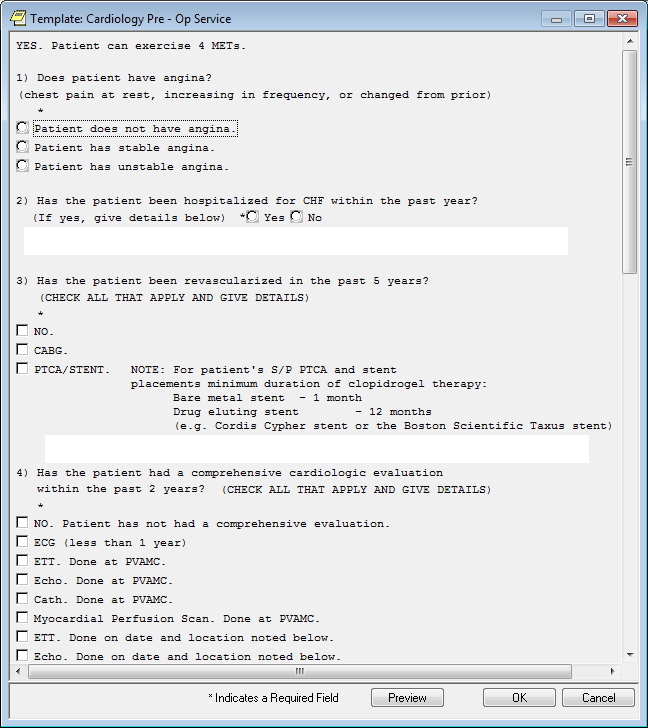 Template: Cardiology Pre - Op Service
YES. Patient can exercise 4 METs.
1) Does patient have angina?
(chest pain at rest, increasing in frequency, or changed from prior)
*
Patient does not have angina.
Patient has stable angina.
Patient has unstable angina.
2) Has the patient been hospitalized for CHF within the past year?
(If yes, give details below) * Yes No
3) Has the patient been revascularized in the past 5 years?
(CHECK ALL THAT APPLY AND GIVE DETAILS)
*
NO.
CABG.
PTCA/STENT. NOTE: For patient's S/P PTCA and stent
placements minimum duration of clopidrogel therapy:
Bare metal stent - 1 month
Drug eluting stent - 12 months
(e.g. Cordis Cypher stent or the Boston Scientific Taxus stent)
4) Has the patient had a comprehensive cardiologic evaluation
within the past 2 years? (CHECK ALL THAT APPLY AND GIVE DETAILS)
*
NO. Patient has not had a comprehensive evaluation.
ECG (less than 1 year)
ETT. Done at PVAMC.
Echo. Done at PVAMC.
Cath. Done at PVAMC.
Myocardial Perfusion Scan. Done at PVAMC.
ETT. Done on date and location noted below.
Echo. Done on date and location noted below.
* Indicates a Required Field Preview OK Cancel